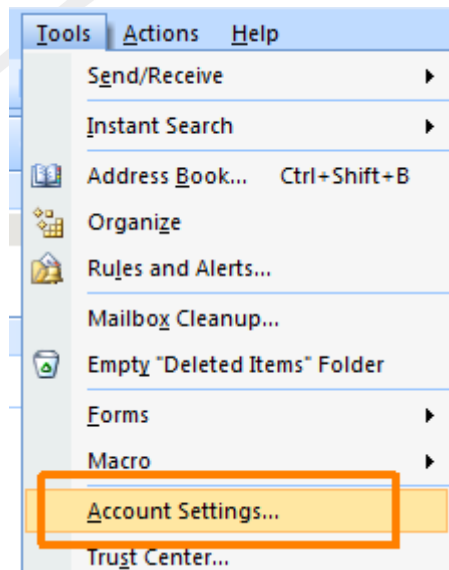 Tools Actions Help
Send/Receive
Instant Search
Address Book... Ctrl+Shift+B
Organize
Rules and Alerts...
Mailbox Cleanup...
Empty "Deleted Items" Folder
Forms
Macro
Account Settings...
Trust Center...